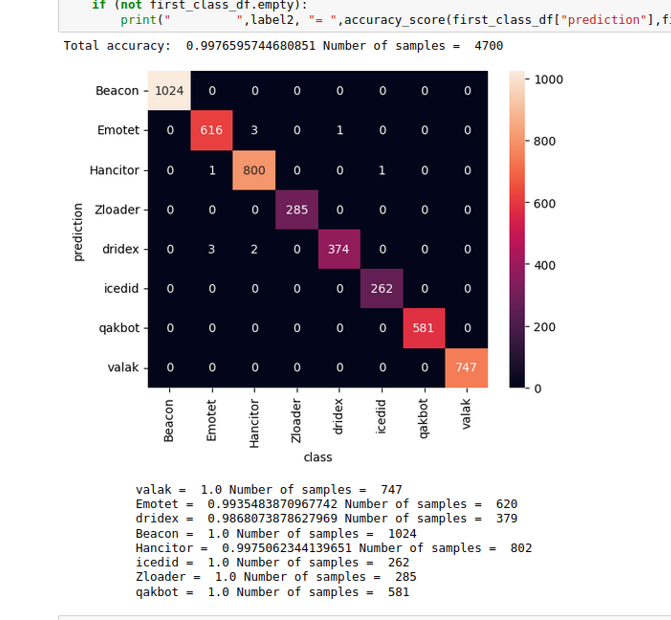 if (not first_class_df.empty):
print("          ",label2, "= ",accuracy_score(first_class_df["prediction"],fi
Total accuracy:  0.9976595744680851 Number of samples =  4700
Beacon 1024 0 0 0 0 0 0 0
Emotet 0 616 3 0 1 0 0 0
Hancitor 0 1 800 0 0 1 0 0
Zloader 0 0 0 285 0 0 0 0
dridex 0 3 2 0 374 0 0 0
icedid 0 0 0 0 0 262 0 0
qakbot 0 0 0 0 0 0 581 0
valak 0 0 0 0 0 0 0 747
prediction
Beacon Emotet Hancitor Zloader dridex icedid qakbot valak
class
1000
800
600
400
200
0
valak =  1.0 Number of samples =  747
Emotet =  0.9935483870967742 Number of samples =  620
dridex =  0.9868073878627969 Number of samples =  379
Beacon =  1.0 Number of samples =  1024
Hancitor =  0.9975062344139651 Number of samples =  802
icedid =  1.0 Number of samples =  262
Zloader =  1.0 Number of samples =  285
qakbot =  1.0 Number of samples =  581